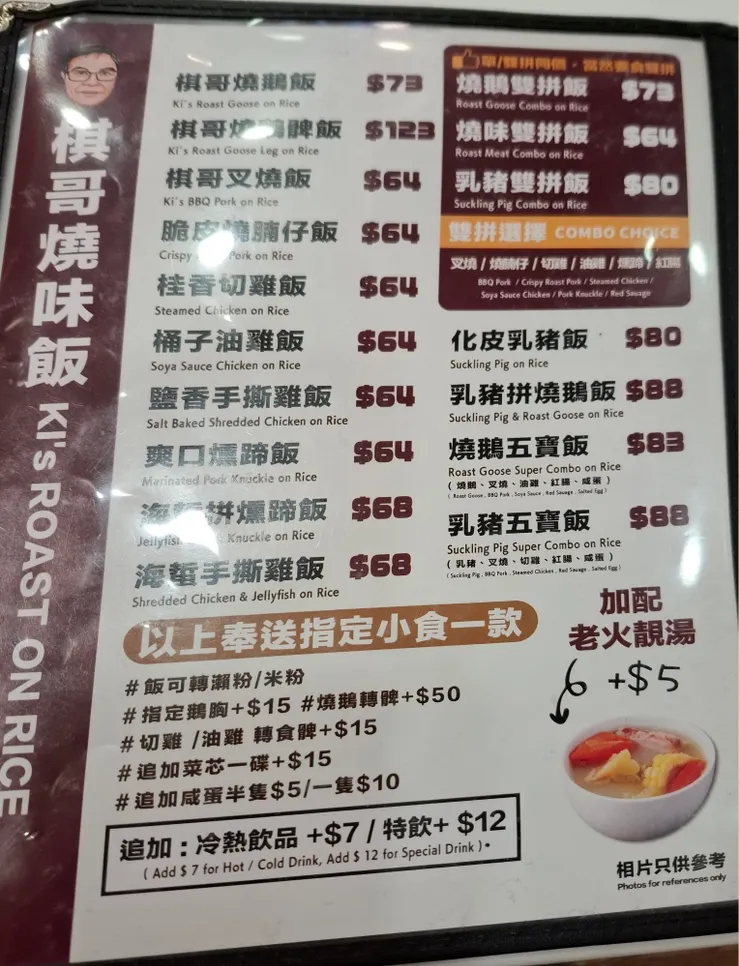 棋哥燒味飯 KI's ROAST ON RICE
棋哥燒鵝飯 $73
Ki's Roast Goose on Rice
棋哥燒鵝髀飯 $123
Ki's Roast Goose Leg on Rice
棋哥叉燒飯 $64
Ki's BBQ Pork on Rice
脆皮燒腩仔飯 $64
Crispy Pork on Rice
桂香切雞飯 $64
Steamed Chicken on Rice
桶子油雞飯 $64
Soya Sauce Chicken on Rice
鹽香手撕雞飯 $64
Salt Baked Shredded Chicken on Rice
爽口燻蹄飯 $64
Marinated Pork Knuckle on Rice
海蜇拼燻蹄飯 $68
Jellyfish Knuckle on Rice
海蜇手撕雞飯 $68
Shredded Chicken & Jellyfish on Rice
單/雙拼同價‧當然要食雙拼
燒鵝雙拼飯 $73
Roast Goose Combo on Rice
燒味雙拼飯 $64
Roast Meat Combo on Rice
乳豬雙拼飯 $80
Suckling Pig Combo on Rice
雙拼選擇 COMBO CHOICE
叉燒 / 燒腩仔 / 切雞 / 油雞 / 燻蹄 / 紅腸
BBQ Pork / Crispy Roast Pork / Steamed Chicken /
Soya Sauce Chicken / Pork Knuckle / Red Sausage
化皮乳豬飯 $80
Suckling Pig on Rice
乳豬拼燒鵝飯 $88
Suckling Pig & Roast Goose on Rice
燒鵝五寶飯 $83
Roast Goose Super Combo on Rice
( 燒鵝、叉燒、油雞、紅腸、咸蛋 )
( Roast Goose , BBQ Pork , Soya Sauce , Red Sausage , Salted Egg )
乳豬五寶飯 $88
Suckling Pig Super Combo on Rice
( 乳豬、叉燒、切雞、紅腸、咸蛋 )
( Suckling Pig , BBQ Pork , Steamed Chicken , Red Sausage , Salted Egg )
以上奉送指定小食一款
#飯可轉瀨粉/米粉
#指定鵝胸+$15 #燒鵝轉髀+$50
#切雞 /油雞 轉食髀+$15
#追加菜芯一碟+$15
#追加咸蛋半隻$5/一隻$10
追加 : 冷熱飲品 +$7 / 特飲+ $12
( Add $ 7 for Hot / Cold Drink, Add $ 12 for Special Drink )•
加配
老火靚湯
+$5
相片只供參考
Photos for references only